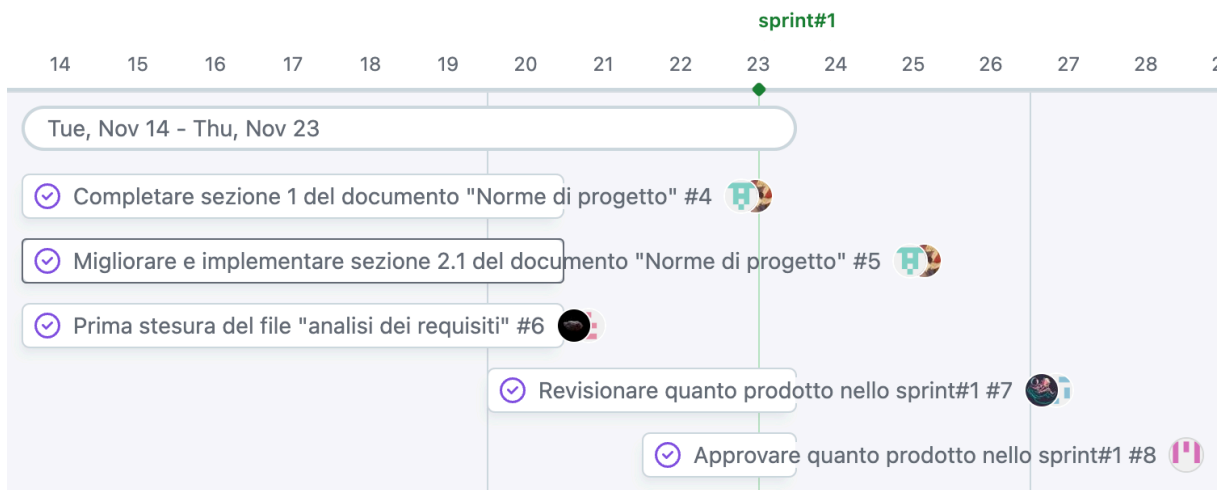 sprint#1
14 15 16 17 18 19 20 21 22 23 24 25 26 27 28
Tue, Nov 14 - Thu, Nov 23
Completare sezione 1 del documento "Norme di progetto" #4
Migliorare e implementare sezione 2.1 del documento "Norme di progetto" #5
Prima stesura del file "analisi dei requisiti" #6
Revisionare quanto prodotto nello sprint#1 #7
Approvare quanto prodotto nello sprint#1 #8